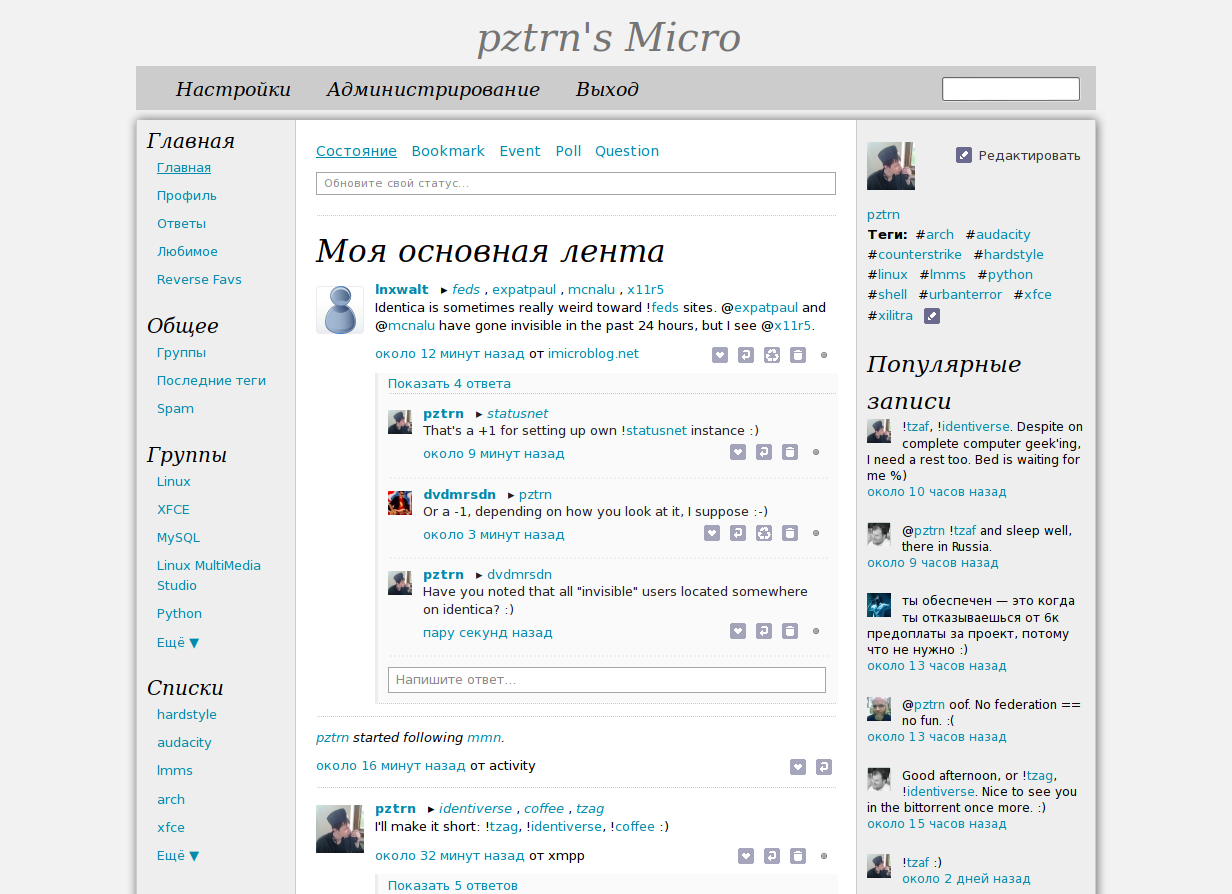 pztrn's Micro
Настройки Администрирование Выход
Главная
Главная
Профиль
Ответы
Любимое
Reverse Favs
Общее
Группы
Последние теги
Spam
Группы
Linux
XFCE
MySQL
Linux MultiMedia
Studio
Python
Ещё ▼
Списки
hardstyle
audacity
lmms
arch
xfce
Ещё ▼
Состояние Bookmark Event Poll Question
Обновите свой статус...
Моя основная лента
lnxwalt ▸ feds , expatpaul , mcnalu , x11r5
Identica is sometimes really weird toward !feds sites. @expatpaul and
@mcnalu have gone invisible in the past 24 hours, but I see @x11r5.
около 12 минут назад от imicroblog.net
Показать 4 ответа
pztrn ▸ statusnet
That's a +1 for setting up own !statusnet instance :)
около 9 минут назад
dvdmrsdn ▸ pztrn
Or a -1, depending on how you look at it, I suppose :-)
около 3 минут назад
pztrn ▸ dvdmrsdn
Have you noted that all "invisible" users located somewhere
on identica? :)
пару секунд назад
Напишите ответ...
pztrn started following mmn.
около 16 минут назад от activity
pztrn ▸ identiverse , coffee , tzag
I'll make it short: !tzag, !identiverse, !coffee :)
около 32 минут назад от xmpp
Показать 5 ответов
Редактировать
pztrn
Теги: #arch #audacity
#counterstrike #hardstyle
#linux #lmms #python
#shell #urbanterror #xfce
#xilitra
Популярные
записи
!tzaf, !identiverse. Despite on
complete computer geek'ing,
I need a rest too. Bed is waiting for
me %)
около 10 часов назад
@pztrn !tzaf and sleep well,
there in Russia.
около 9 часов назад
ты обеспечен — это когда
ты отказываешься от 6к
предоплаты за проект, потому
что не нужно :)
около 13 часов назад
@pztrn oof. No federation ==
no fun. :(
около 13 часов назад
Good afternoon, or !tzag,
!identiverse. Nice to see you
in the bittorrent once more. :)
около 15 часов назад
!tzaf :)
около 2 дней назад